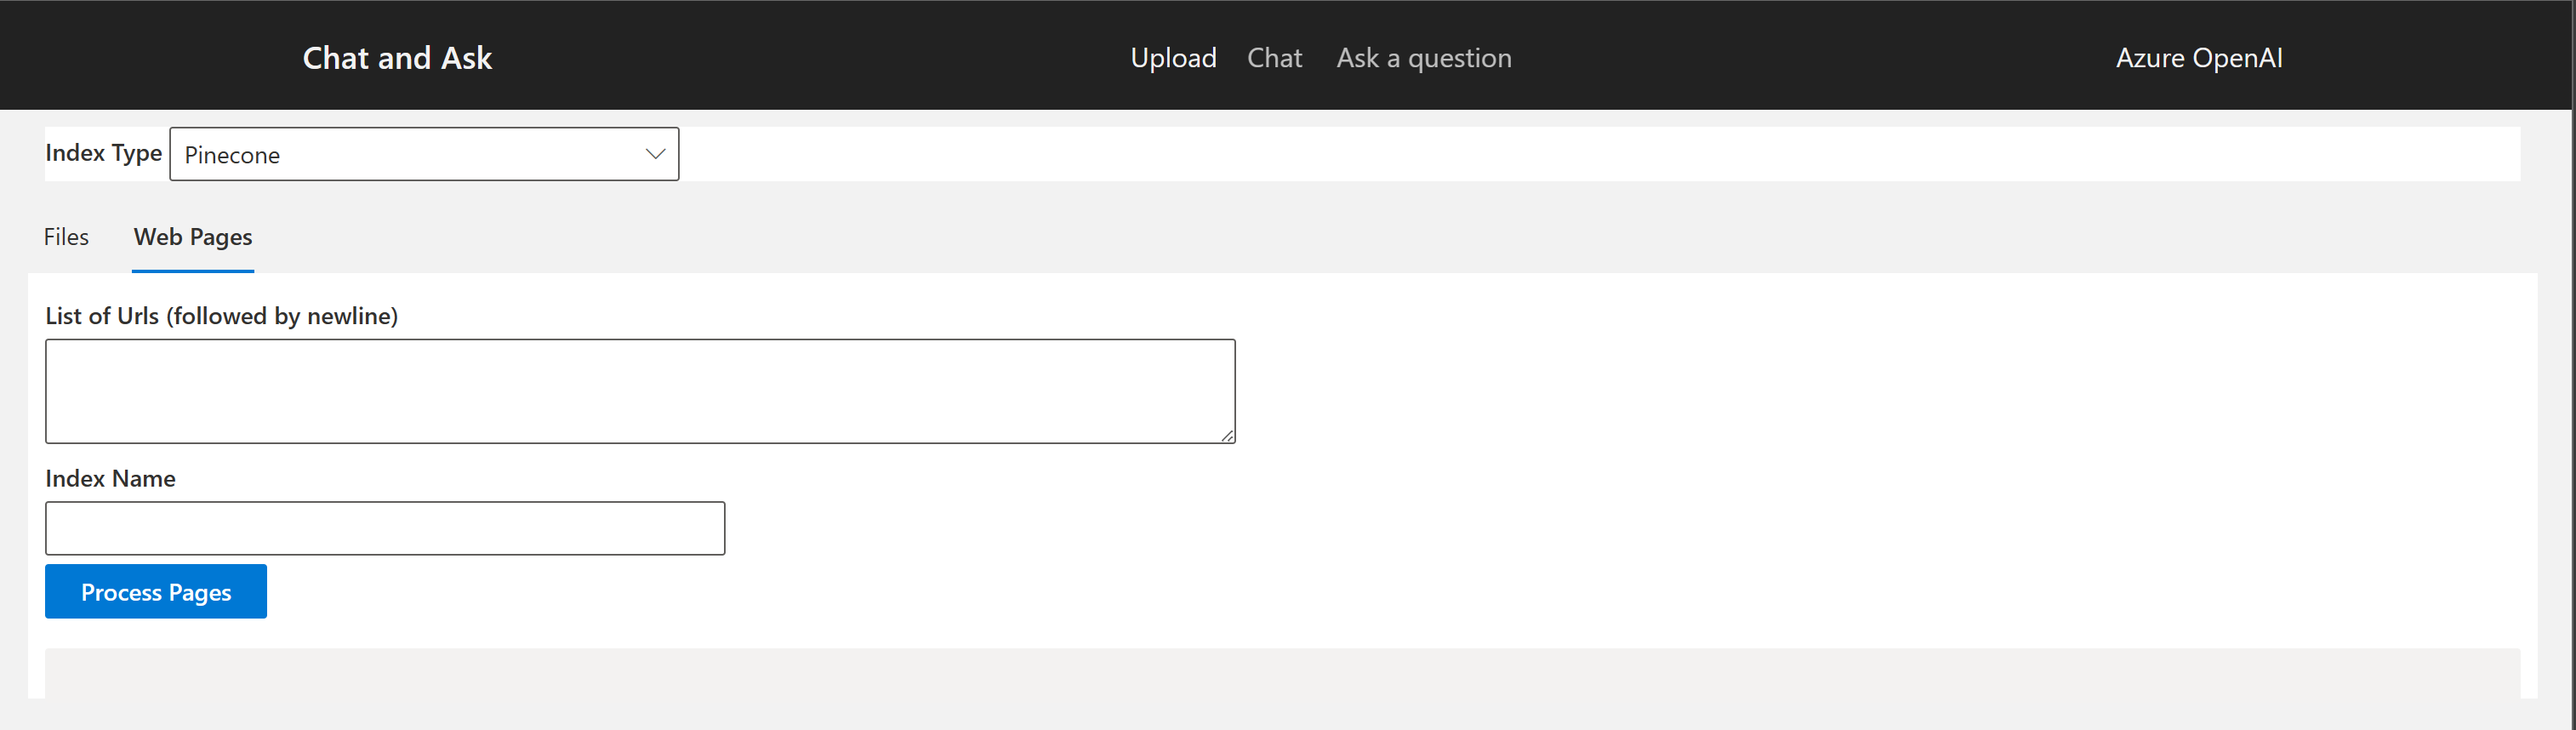 Chat and Ask Upload Chat Ask a question Azure OpenAI
Index Type Pinecone
Files Web Pages
List of Urls (followed by newline)
Index Name
Process Pages